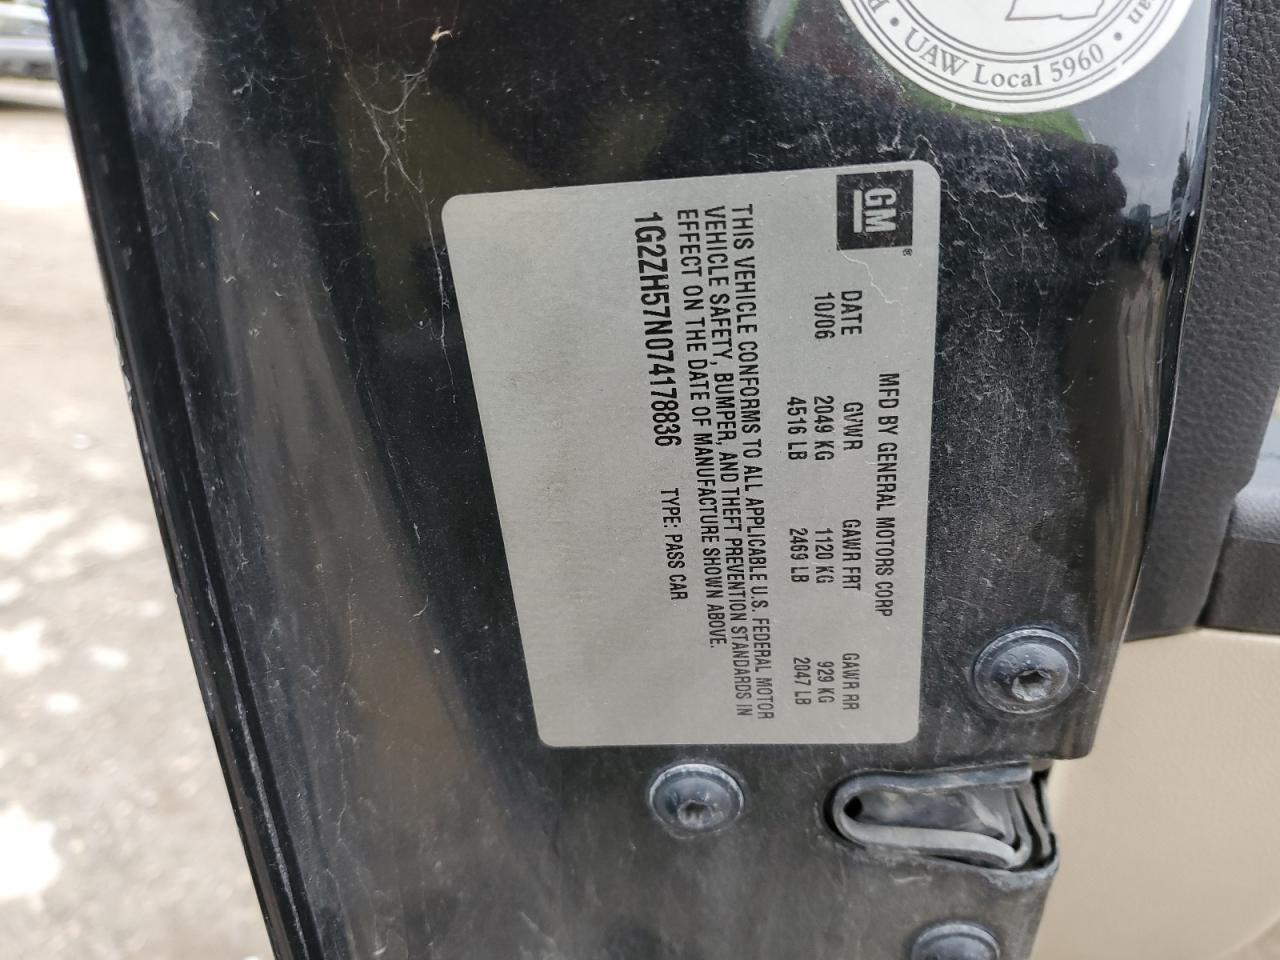 an
UAW Local 5960
GM
®
MFD BY GENERAL MOTORS CORP
DATE GVWR GAWR FRT GAWR RR
10/06 2049 KG 1120 KG 929 KG
4516 LB 2469 LB 2047 LB
THIS VEHICLE CONFORMS TO ALL APPLICABLE U.S. FEDERAL MOTOR
VEHICLE SAFETY, BUMPER, AND THEFT PREVENTION STANDARDS IN
EFFECT ON THE DATE OF MANUFACTURE SHOWN ABOVE.
1G2ZH57N074178836 TYPE: PASS CAR